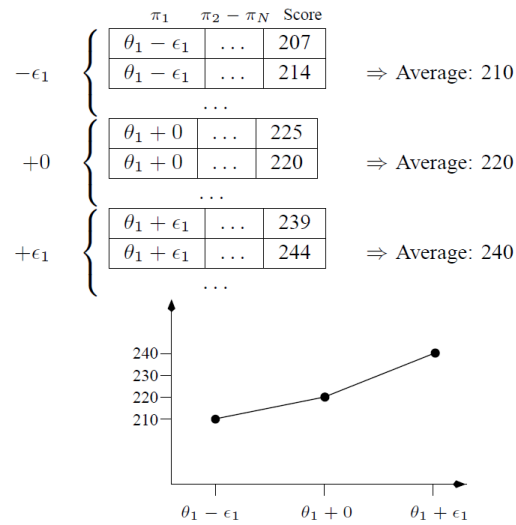 π₁ π₂ − π_N Score
θ₁ − ϵ₁ ... 207
−ϵ₁ θ₁ − ϵ₁ ... 214 ⇒ Average: 210
...
θ₁ + 0 ... 225
+0 θ₁ + 0 ... 220 ⇒ Average: 220
...
θ₁ + ϵ₁ ... 239
+ϵ₁ θ₁ + ϵ₁ ... 244 ⇒ Average: 240
...
240
230
220
210
θ₁ − ϵ₁ θ₁ + 0 θ₁ + ϵ₁